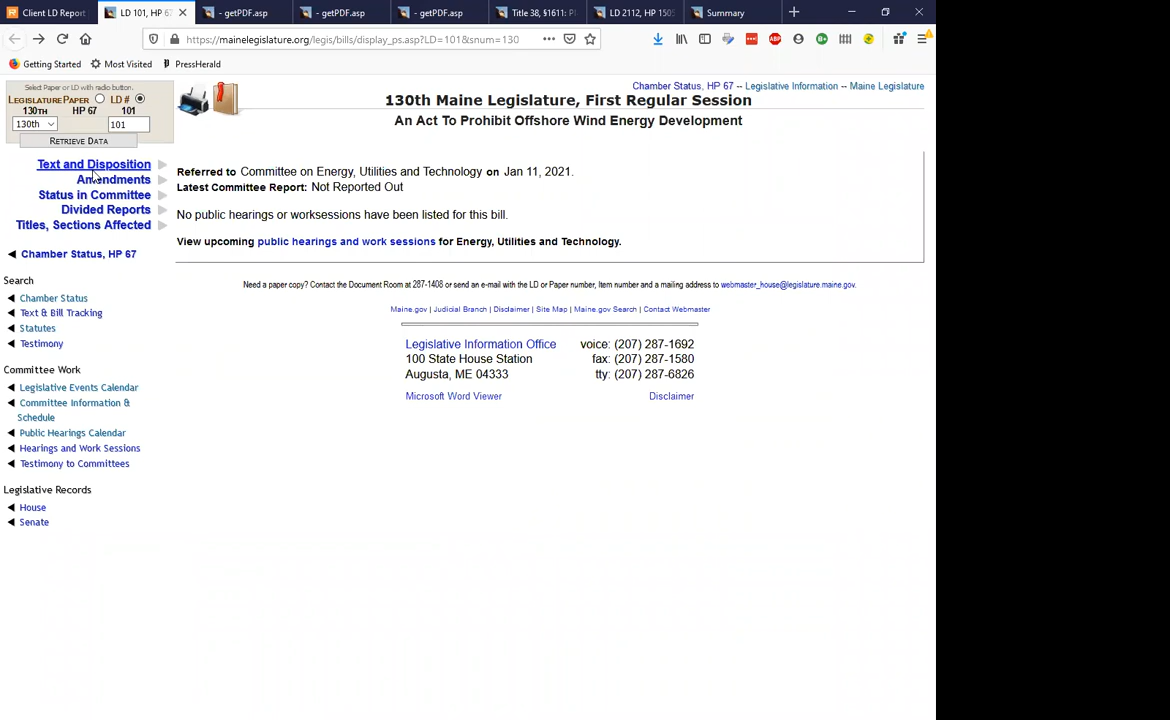 Client LD Report
LD 101, HP 67
- getPDF.asp
- getPDF.asp
- getPDF.asp
Title 38, §1611: P
LD 2112, HP 1505
Summary
https://mainelegislature.org/legis/bills/display_ps.asp?LD=101&snum=130
Getting Started
Most Visited
PressHerald
Select Paper or LD with radio button
LEGISLATURE PAPER LD #
130TH HP 67 101
130th 101
RETRIEVE DATA
Chamber Status, HP 67 -- Legislative Information -- Maine Legislature
130th Maine Legislature, First Regular Session
An Act To Prohibit Offshore Wind Energy Development
Text and Disposition
Amendments
Status in Committee
Divided Reports
Titles, Sections Affected
Chamber Status, HP 67
Referred to Committee on Energy, Utilities and Technology on Jan 11, 2021.
Latest Committee Report: Not Reported Out
No public hearings or worksessions have been listed for this bill.
View upcoming public hearings and work sessions for Energy, Utilities and Technology.
Search
Chamber Status
Text & Bill Tracking
Statutes
Testimony
Committee Work
Legislative Events Calendar
Committee Information &
Schedule
Public Hearings Calendar
Hearings and Work Sessions
Testimony to Committees
Legislative Records
House
Senate
Need a paper copy? Contact the Document Room at 287-1408 or send an e-mail with the LD or Paper number, Item number and a mailing address to webmaster_house@legislature.maine.gov.
Maine.gov | Judicial Branch | Disclaimer | Site Map | Maine.gov Search | Contact Webmaster
Legislative Information Office voice: (207) 287-1692
100 State House Station fax: (207) 287-1580
Augusta, ME 04333 tty: (207) 287-6826
Microsoft Word Viewer Disclaimer